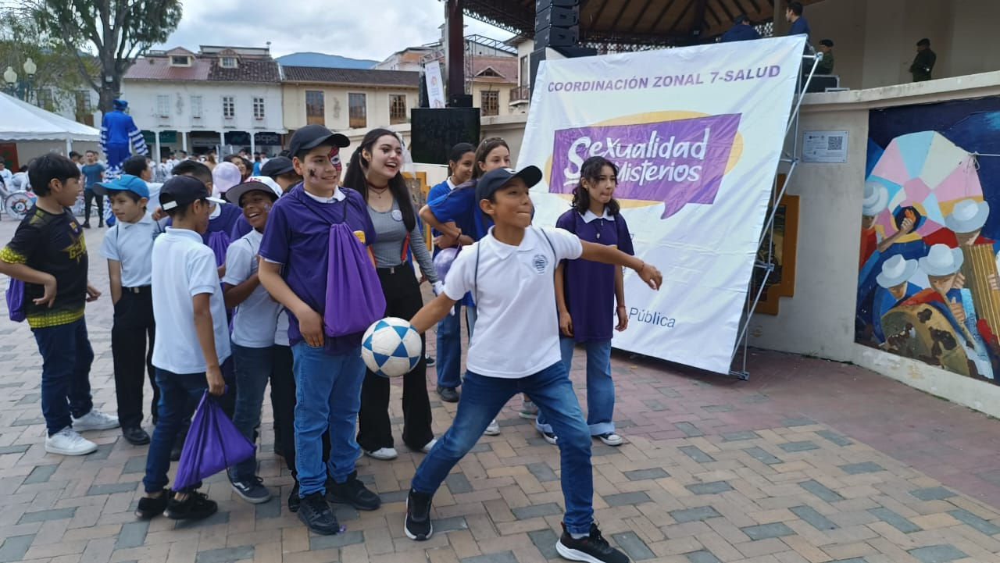 COORDINACIÓN ZONAL 7-SALUD
Sexualidad
Misterios
Pública